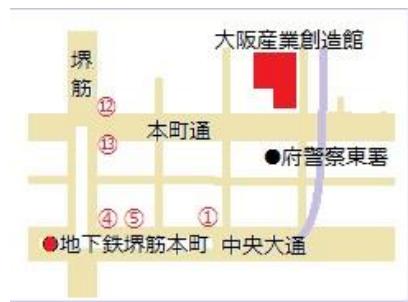 大阪産業創造館
堺筋
⑫
本町通
⑬
●府警察東署
④ ⑤ ①
●地下鉄堺筋本町 中央大通